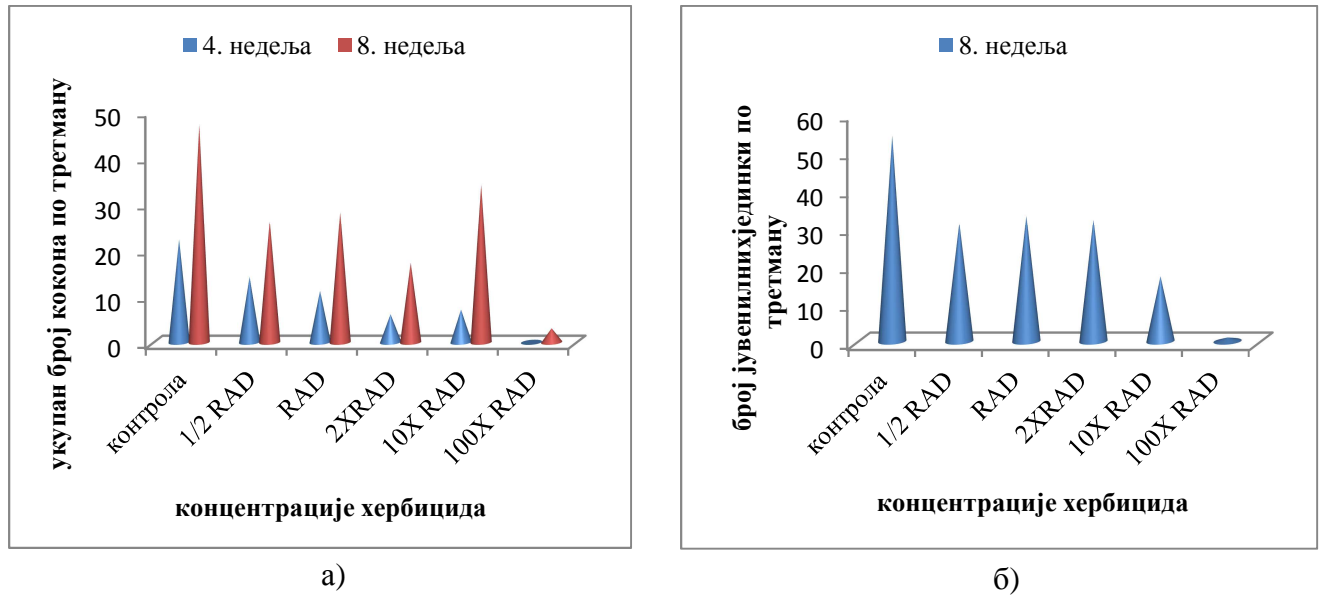 4. недеља 8. недеља
укупан број кокона по третману
50
40
30
20
10
0
контрола
1/2 RAD
RAD
2XRAD
10X RAD
100X RAD
концентрације хербицида
а)
8. недеља
број јувенилнихјединки по
третману
60
50
40
30
20
10
0
контрола
1/2 RAD
RAD
2XRAD
10X RAD
100X RAD
концентрације хербицида
б)